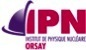 IPN
INSTITUT DE PHYSIQUE NUCLÉAIRE
ORSAY